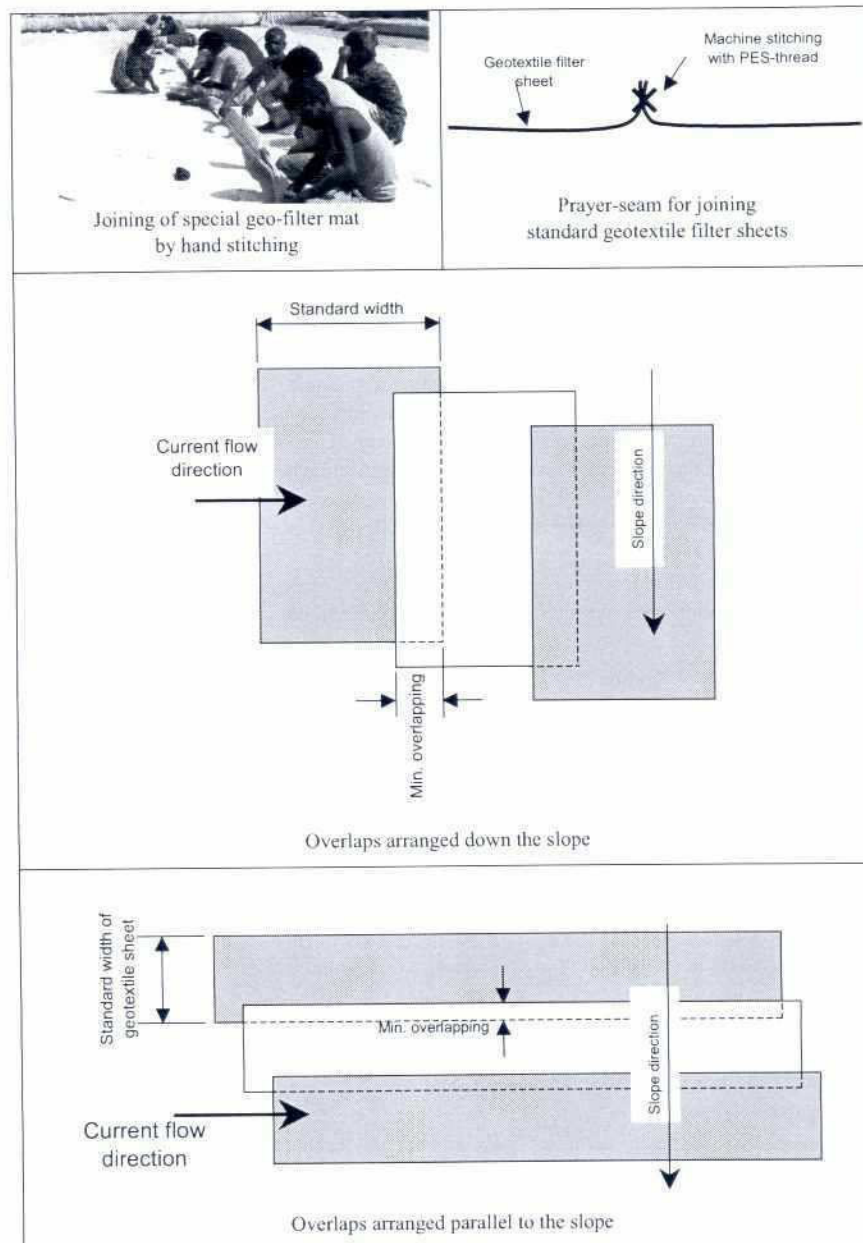 Joining of special geo-filter mat
by hand stitching
Geotextile filter
sheet
Machine stitching
with PES-thread
Prayer-seam for joining
standard geotextile filter sheets
Standard width
Current flow
direction
Slope direction
Min. overlapping
Overlaps arranged down the slope
Standard width of
geotextile sheet
Min. overlapping
Slope direction
Current flow
direction
Overlaps arranged parallel to the slope